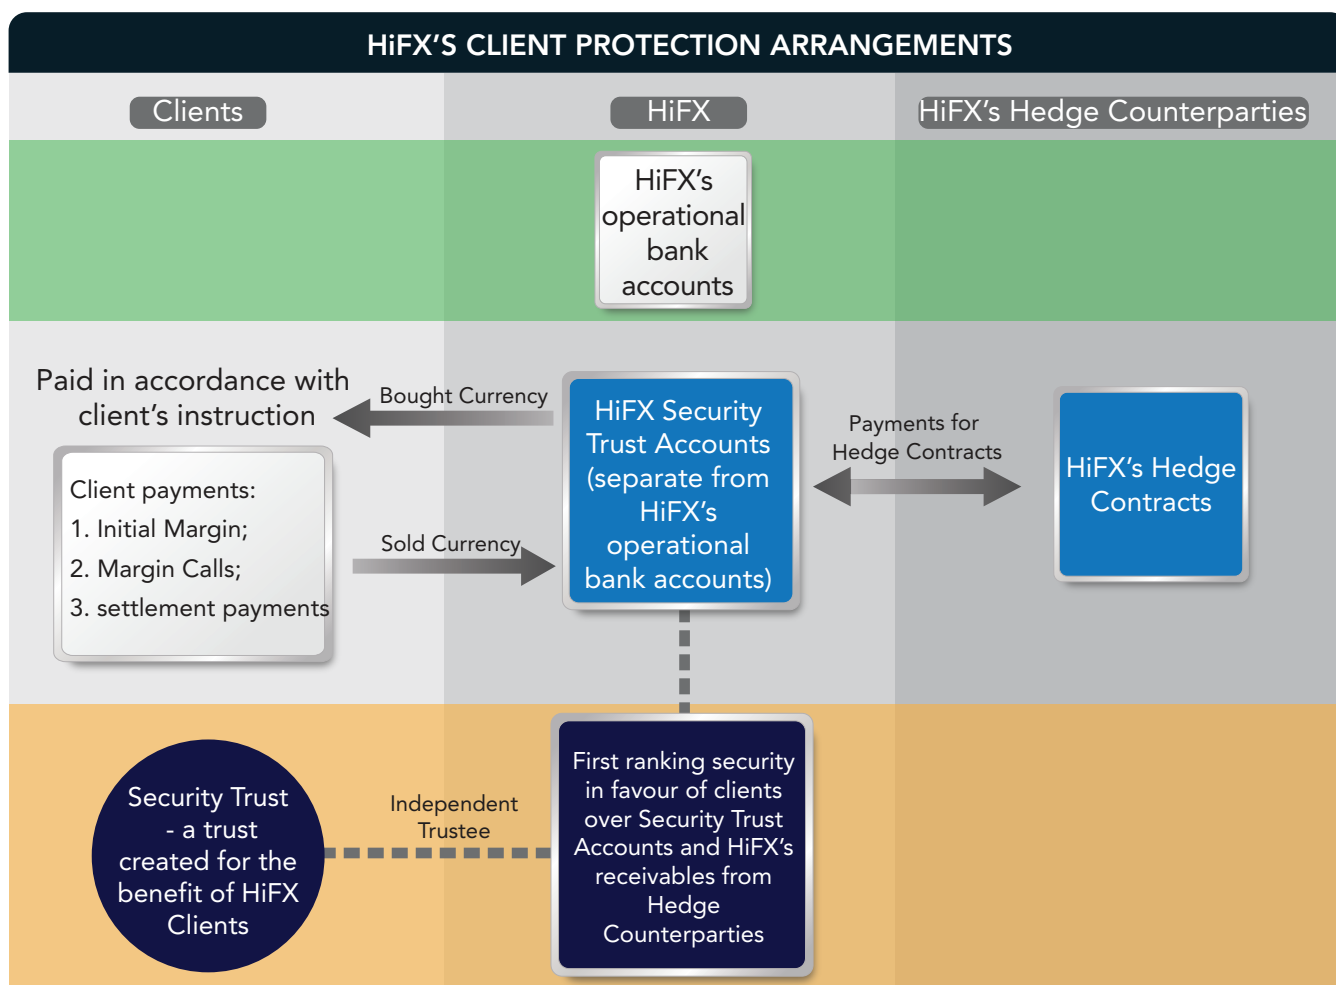 HiFX'S CLIENT PROTECTION ARRANGEMENTS
Clients
HiFX
HiFX's Hedge Counterparties
HiFX's
operational
bank
accounts
Paid in accordance with
client's instruction
Bought Currency
Client payments:
1. Initial Margin;
2. Margin Calls;
3. settlement payments
Sold Currency
HiFX Security
Trust Accounts
(separate from
HiFX's
operational
bank accounts)
Payments for
Hedge Contracts
HiFX's Hedge
Contracts
Security Trust
- a trust
created for the
benefit of HiFX
Clients
Independent
Trustee
First ranking security
in favour of clients
over Security Trust
Accounts and HiFX's
receivables from
Hedge
Counterparties